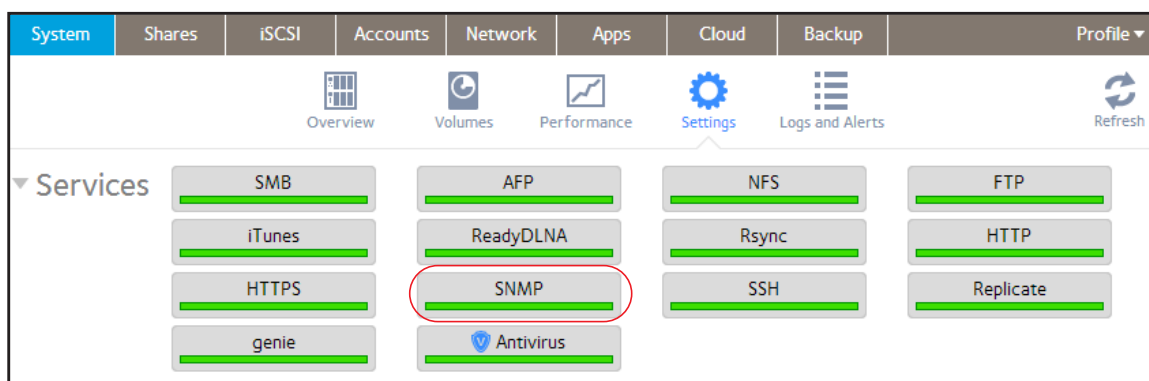 System Shares iSCSI Accounts Network Apps Cloud Backup Profile
Overview Volumes Performance Settings Logs and Alerts Refresh
Services SMB AFP NFS FTP
iTunes ReadyDLNA Rsync HTTP
HTTPS SNMP SSH Replicate
genie Antivirus